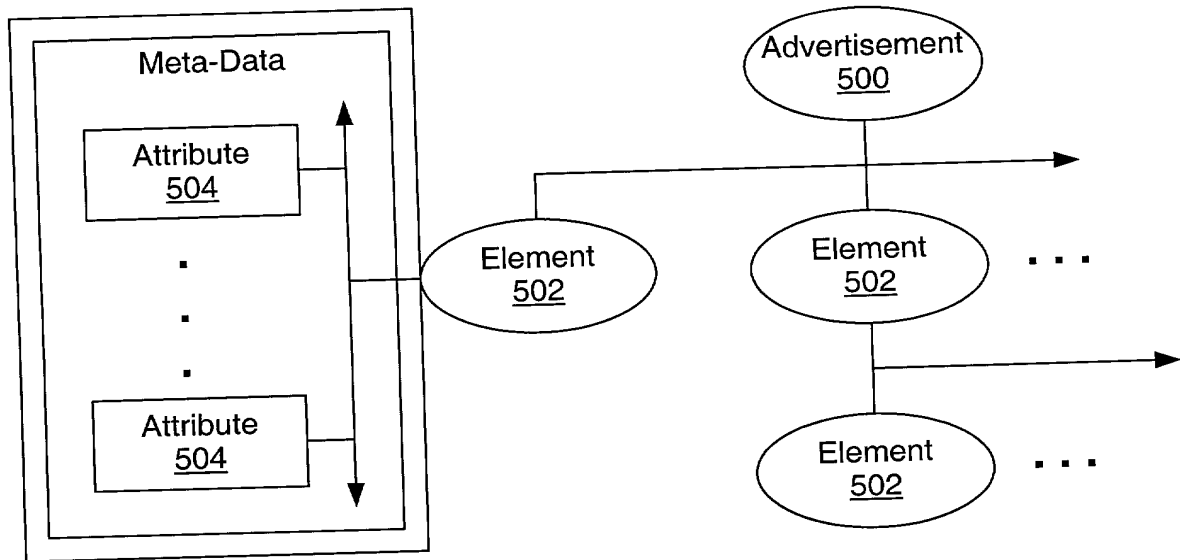 Meta-Data
Attribute
504
Attribute
504
Advertisement
500
Element
502
Element
502
Element
502